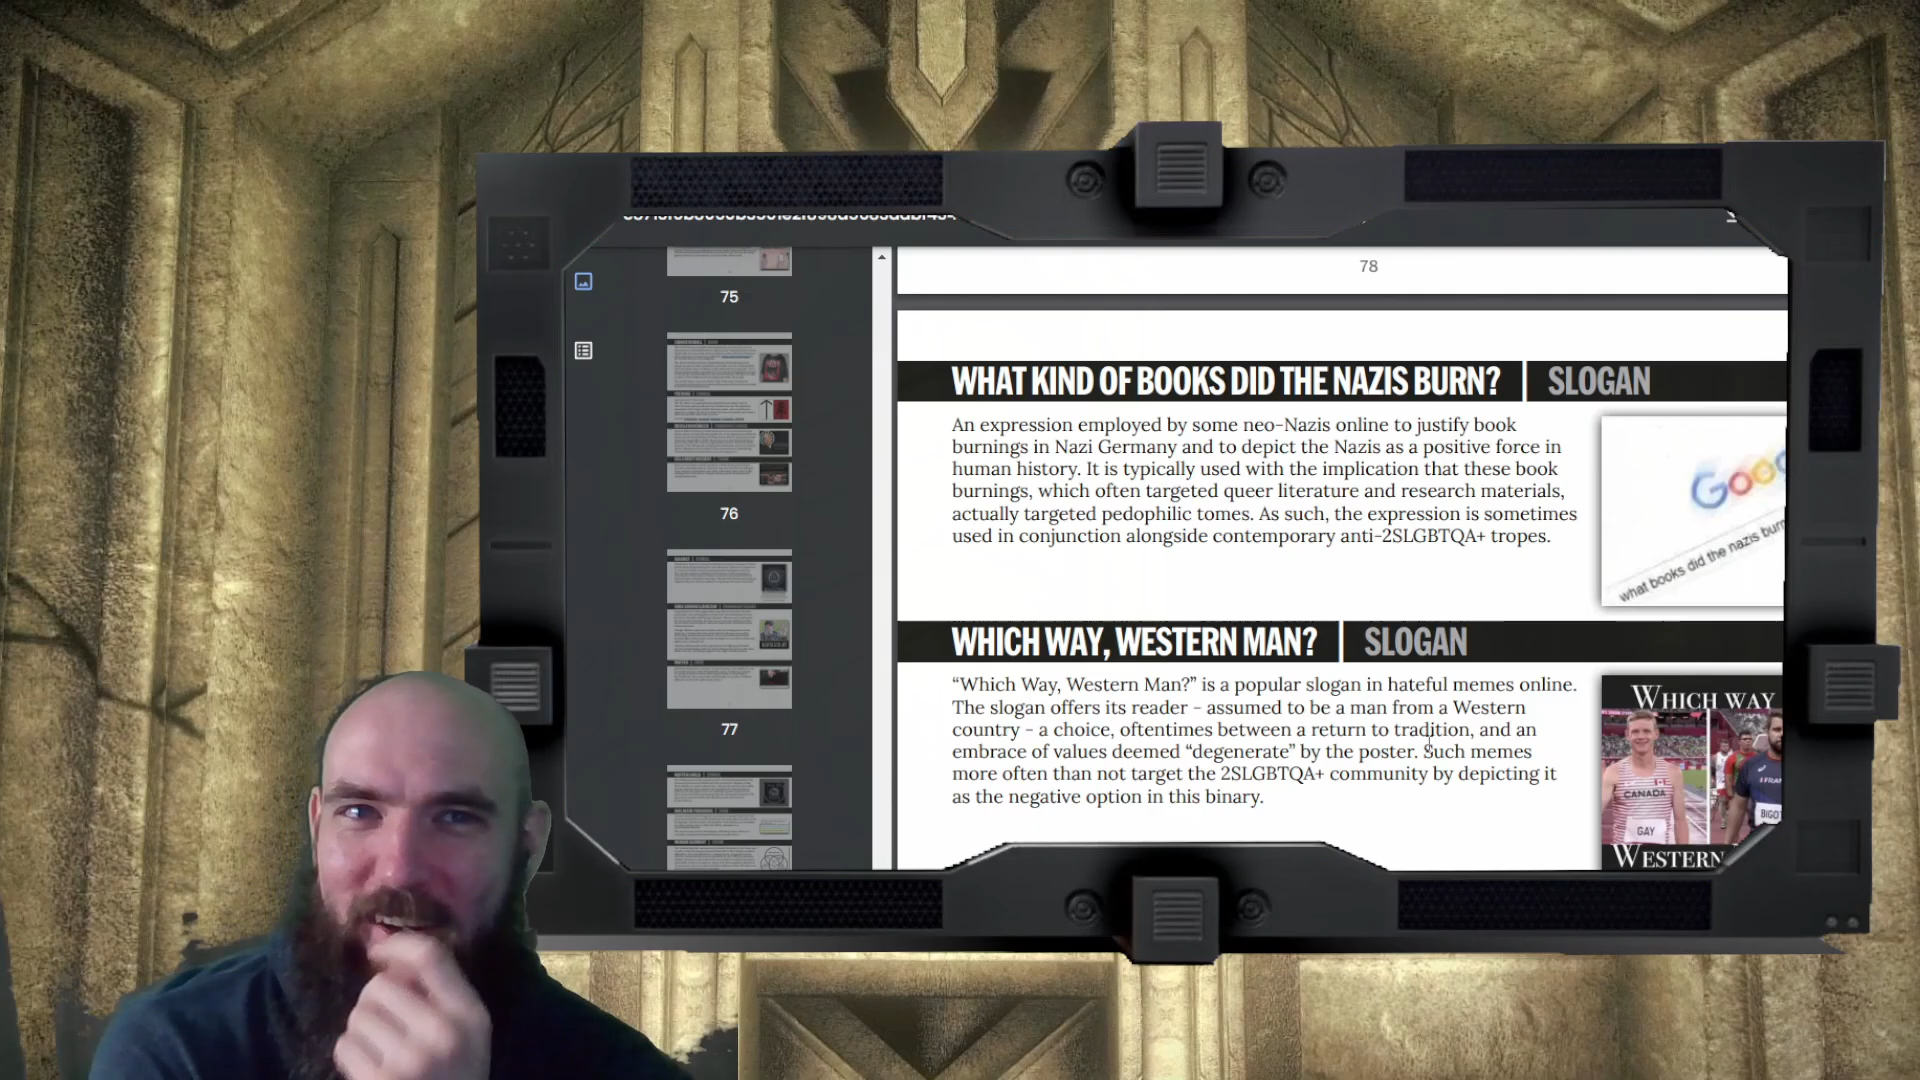 75
76
77
78
WHAT KIND OF BOOKS DID THE NAZIS BURN? | SLOGAN
An expression employed by some neo-Nazis online to justify book
burnings in Nazi Germany and to depict the Nazis as a positive force in
human history. It is typically used with the implication that these book
burnings, which often targeted queer literature and research materials,
actually targeted pedophilic tomes. As such, the expression is sometimes
used in conjunction alongside contemporary anti-2SLGBTQA+ tropes.
Goog
what books did the nazis burn
WHICH WAY, WESTERN MAN? | SLOGAN
“Which Way, Western Man?” is a popular slogan in hateful memes online.
The slogan offers its reader – assumed to be a man from a Western
country – a choice, oftentimes between a return to tradition, and an
embrace of values deemed “degenerate” by the poster. Such memes
more often than not target the 2SLGBTQA+ community by depicting it
as the negative option in this binary.
WHICH WAY
CANADA
GAY
FRAN
BIGOT
WESTERN